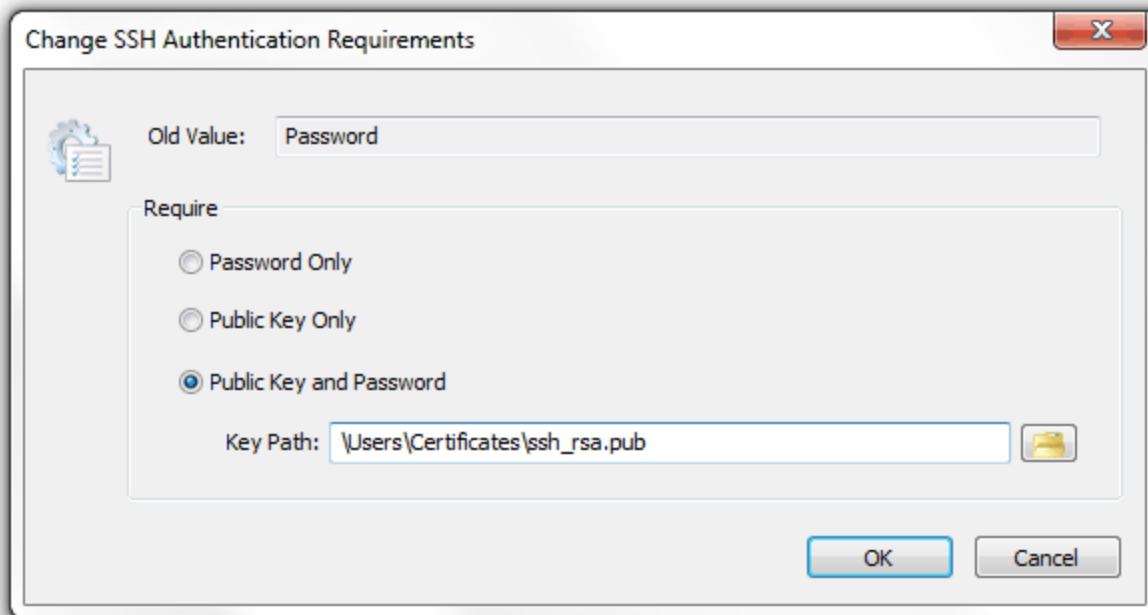 Change SSH Authentication Requirements
Old Value: Password
Require
Password Only
Public Key Only
Public Key and Password
Key Path: \Users\Certificates\ssh_rsa.pub
OK Cancel